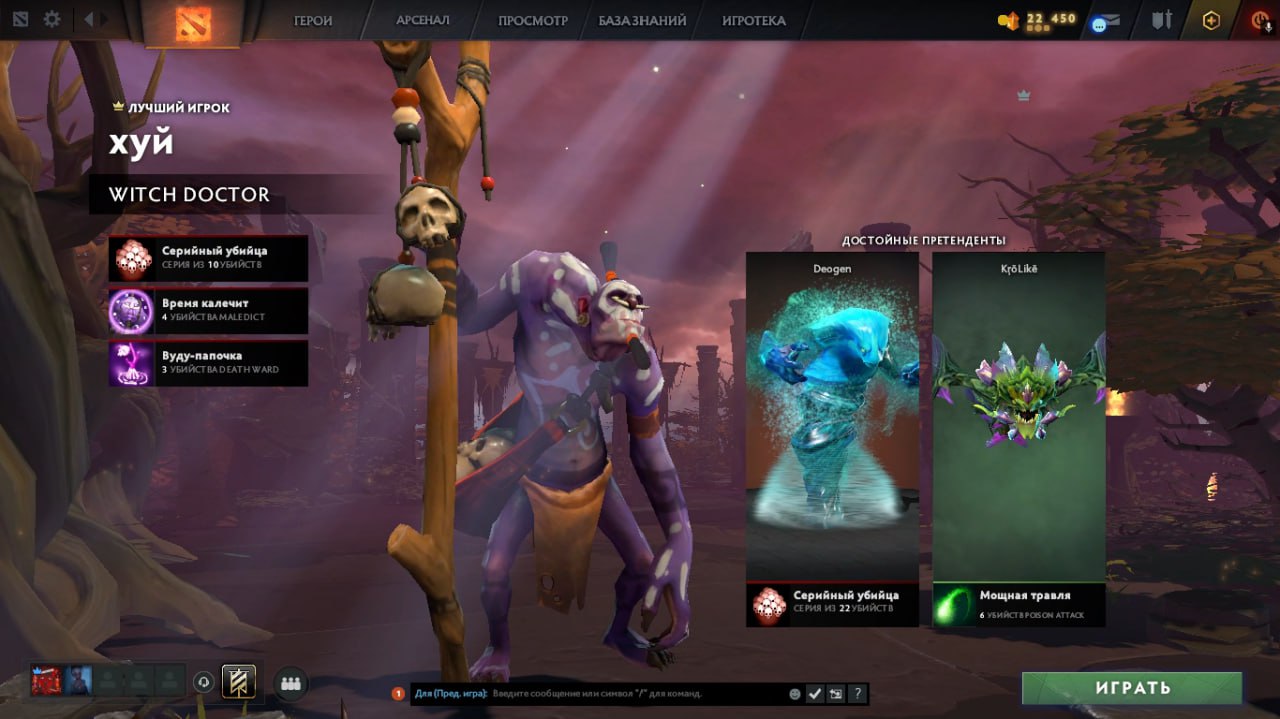 ГЕРОИ
АРСЕНАЛ
ПРОСМОТР
БАЗА ЗНАНИЙ
ИГРОТЕКА
22 450
ЛУЧШИЙ ИГРОК
хуй
WITCH DOCTOR
Серийный убийца
СЕРИЯ ИЗ 10 УБИЙСТВ
Время калечит
4 УБИЙСТВА MALEDICT
Вуду-папочка
3 УБИЙСТВА DEATH WARD
ДОСТОЙНЫЕ ПРЕТЕНДЕНТЫ
Deogen
Серийный убийца
СЕРИЯ ИЗ 22 УБИЙСТВ
KŗōLikē
Мощная травля
6 УБИЙСТВ POISON ATTACK
1
Для (Пред. игра): Введите сообщение или символ "/" для команд.
?
ИГРАТЬ